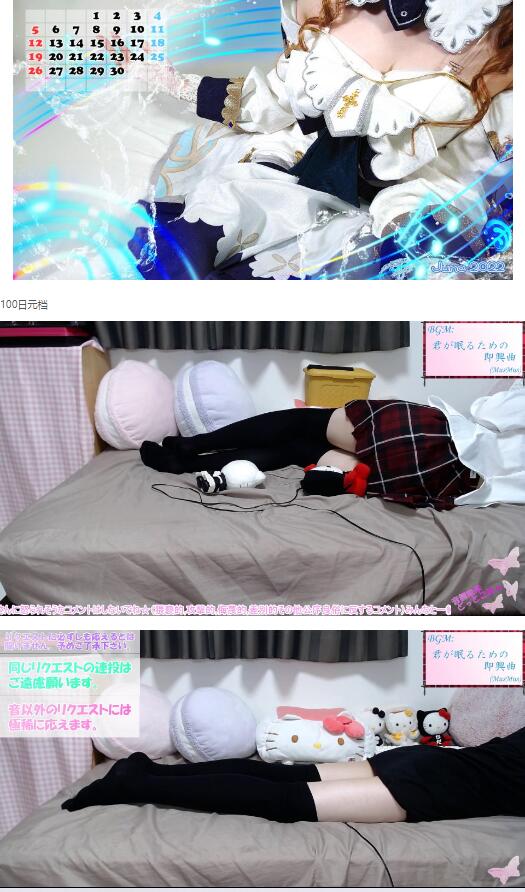 1 2 3 4
5 6 7 8 9 10 11
12 13 14 15 16 17 18
19 20 21 22 23 24 25
26 27 28 29 30
June 2022
100日元档
BGM:
君が眠るための
即興曲
(MusMus)
リクエストに必ずしも応えるとは
限りません。予めご了承下さい
同じリクエストの連投は
ご遠慮願います。
音以外のリクエストには
極稀に応えます。
BGM:
君が眠るための
即興曲
(MusMus)